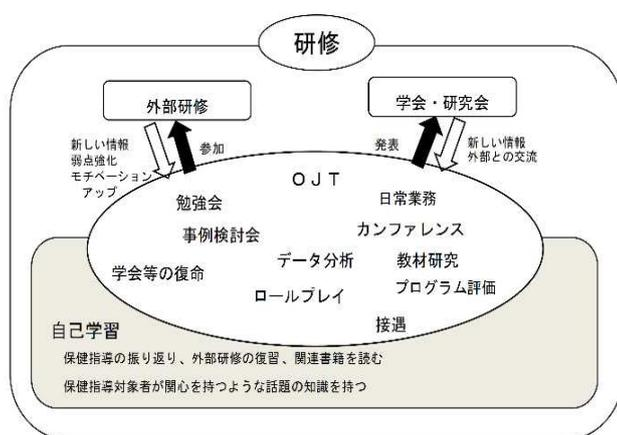 研修
外部研修
学会・研究会
新しい情報
弱点強化
モチベーション
アップ
参加
発表
新しい情報
外部との交流
OJT
勉強会
日常業務
事例検討会
カンファレンス
学会等の復命
データ分析
教材研究
ロールプレイ
プログラム評価
接遇
自己学習
保健指導の振り返り、外部研修の復習、関連書籍を読む
保健指導対象者が関心を持つような話題の知識を持つ